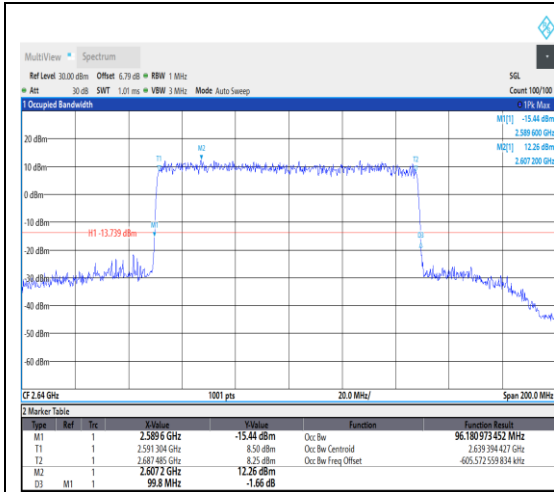 MultiView Spectrum
Ref Level 30.00 dBm Offset 6.79 dB RBW 1 MHz SGL
Att 30 dB SWT 1.01 ms VBW 3 MHz Mode Auto Sweep Count 100/100
1 Occupied Bandwidth 1Pk Max
M1[1] -15.44 dBm
2.589 600 GHz
M2[1] 12.26 dBm
2.607 200 GHz
20 dBm
T1 M2 T2
10 dBm
0 dBm
-10 dBm
M1
H1 -13.739 dBm
D3
-20 dBm
-30 dBm
-40 dBm
-50 dBm
-60 dBm
CF 2.64 GHz 1001 pts 20.0 MHz/ Span 200.0 MHz
2 Marker Table
Type Ref Trc X-Value Y-Value Function Function Result
M1 1 2.589 6 GHz -15.44 dBm Occ Bw 96.180 973 452 MHz
T1 1 2.591 304 GHz 8.50 dBm Occ Bw Centroid 2.639 394 427 GHz
T2 1 2.687 485 GHz 8.25 dBm Occ Bw Freq Offset -605.572 559 834 kHz
M2 1 2.607 2 GHz 12.26 dBm
D3 M1 1 99.8 MHz -1.66 dB